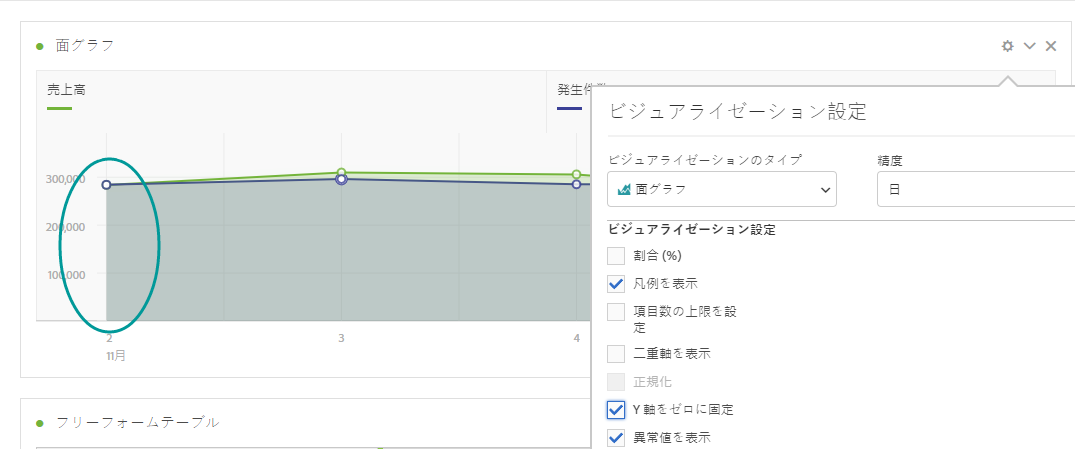 面グラフ
売上高
発生件数
ビジュアライゼーション設定
ビジュアライゼーションのタイプ
精度
面グラフ
日
ビジュアライゼーション設定
割合 (%)
凡例を表示
項目数の上限を設
定
二重軸を表示
正規化
Y 軸をゼロに固定
異常値を表示
300,000
200,000
100,000
2
3
4
11月
フリーフォームテーブル